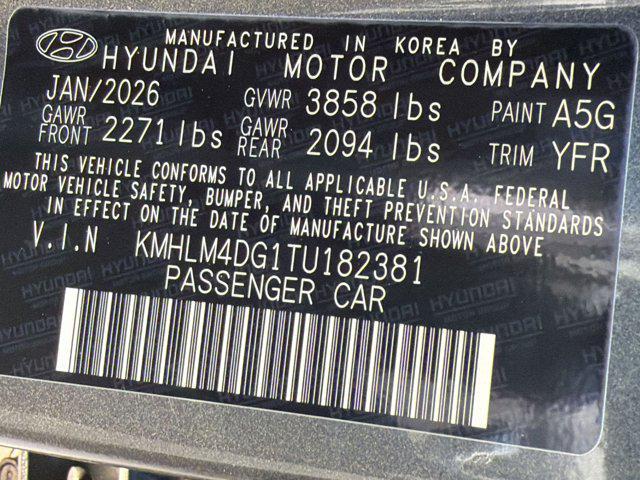 MANUFACTURED IN KOREA BY
HYUNDAI MOTOR COMPANY
JAN/2026 GVWR 3858 lbs PAINT A5G
GAWR FRONT 2271 lbs GAWR REAR 2094 lbs TRIM YFR
THIS VEHICLE CONFORMS TO ALL APPLICABLE U.S.A. FEDERAL
MOTOR VEHICLE SAFETY, BUMPER, AND THEFT PREVENTION STANDARDS
IN EFFECT ON THE DATE OF MANUFACTURE SHOWN ABOVE
V.I.N KMHLM4DG1TU182381
PASSENGER CAR